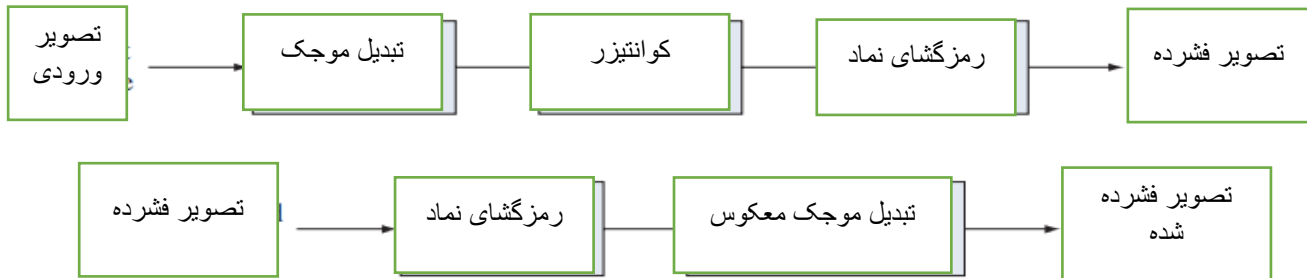 تصویر
ورودی
تبدیل موجک
کوانتیزر
رمزگشای نماد
تصویر فشرده
تصویر فشرده
رمزگشای نماد
تبدیل موجک معکوس
تصویر فشرده
شده